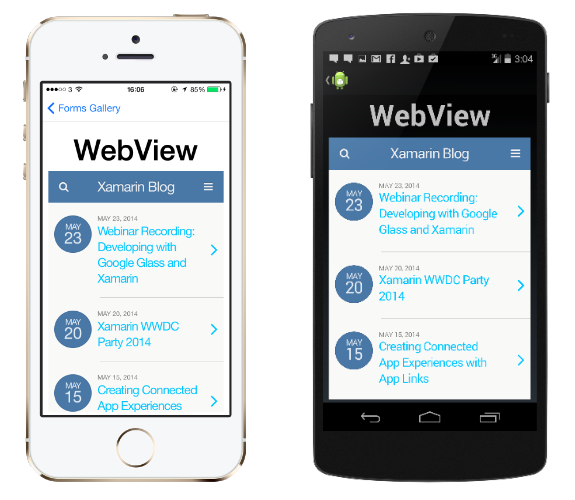 3 16:06 85%
Forms Gallery
WebView
Xamarin Blog
MAY 23, 2014
MAY
23
Webinar Recording:
Developing with
Google Glass and
Xamarin
MAY 20, 2014
MAY
20
Xamarin WWDC
Party 2014
MAY 15, 2014
MAY
15
Creating Connected
App Experiences
3:04
WebView
Xamarin Blog
MAY 23, 2014
MAY
23
Webinar Recording:
Developing with Google
Glass and Xamarin
MAY 20, 2014
MAY
20
Xamarin WWDC Party
2014
MAY 15, 2014
MAY
15
Creating Connected
App Experiences with
App Links